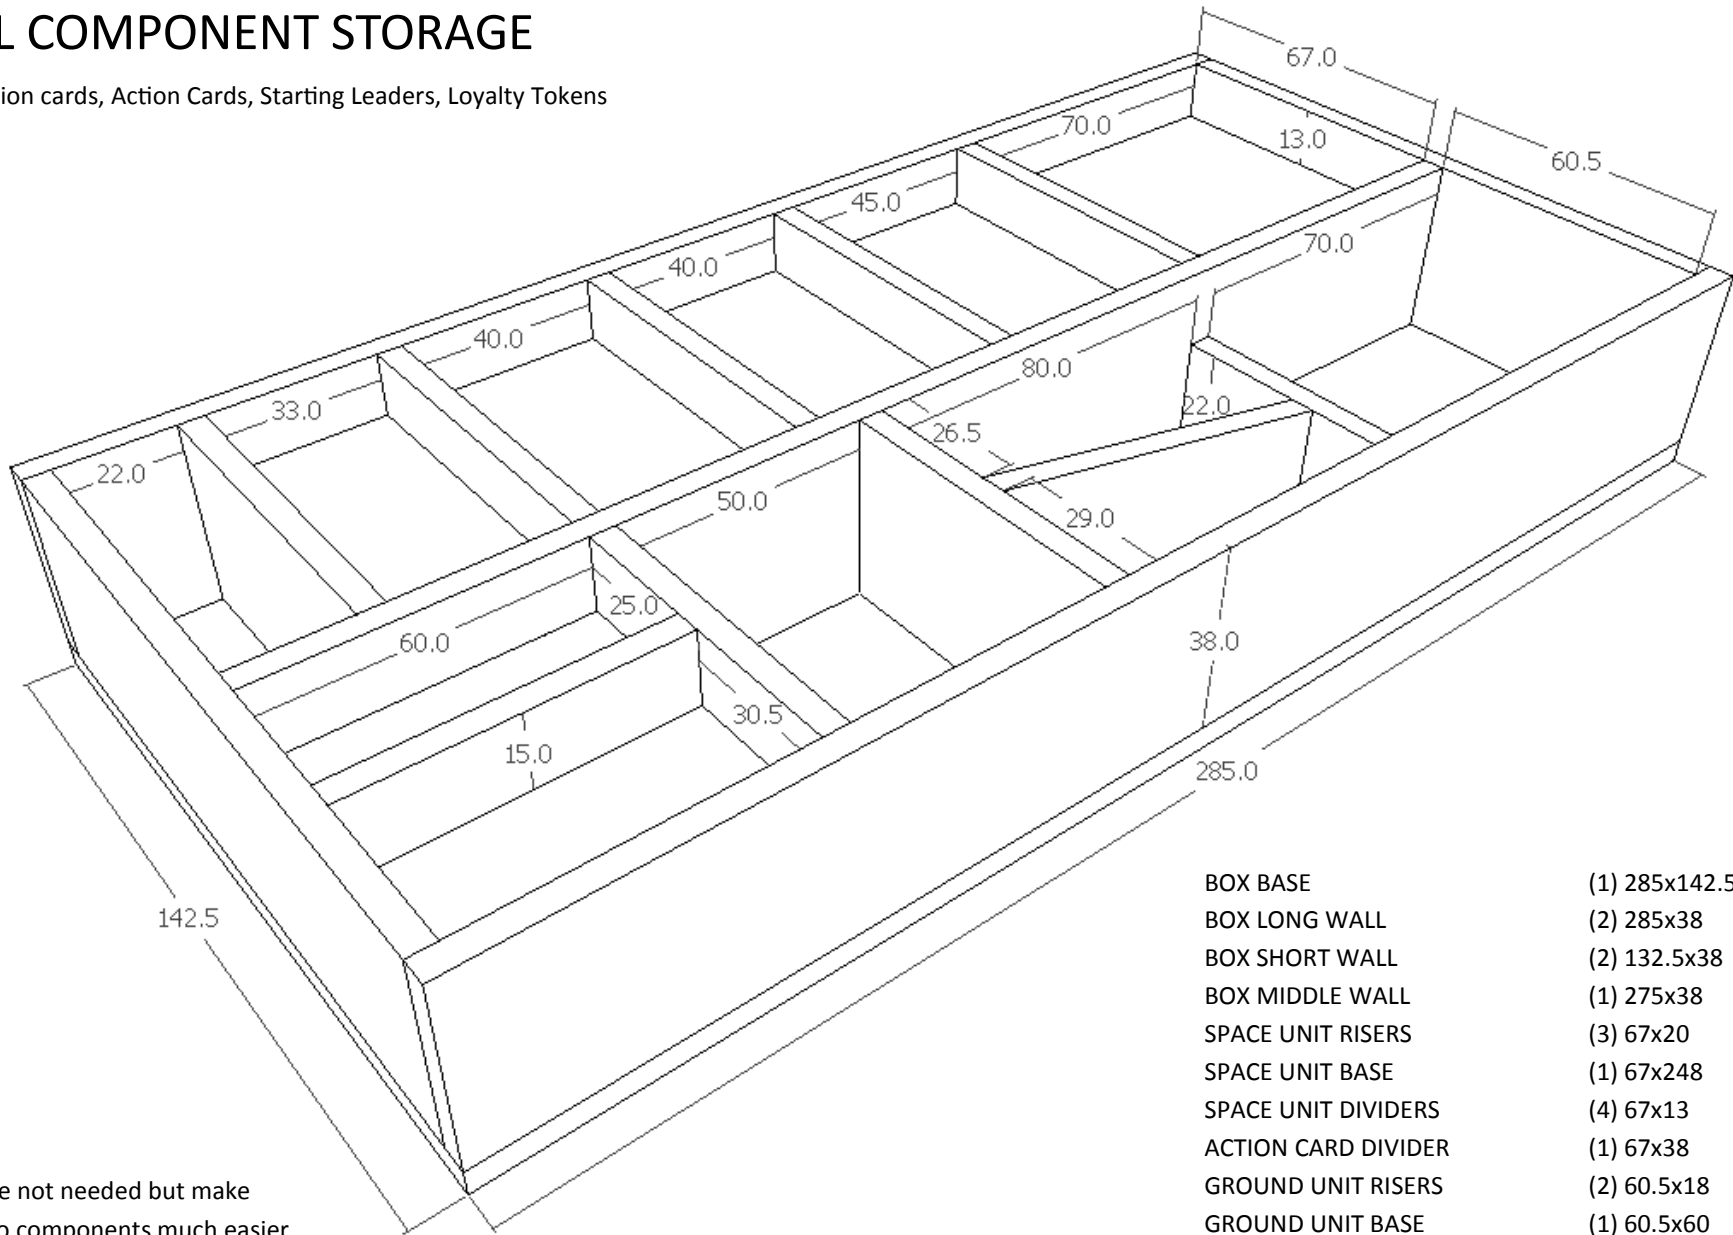 L COMPONENT STORAGE
ion cards, Action Cards, Starting Leaders, Loyalty Tokens
67.0
70.0
13.0
60.5
45.0
70.0
40.0
40.0
80.0
33.0
22.0
26.5
22.0
50.0
29.0
25.0
60.0
38.0
30.5
15.0
285.0
142.5
BOX BASE (1) 285x142.5
BOX LONG WALL (2) 285x38
BOX SHORT WALL (2) 132.5x38
BOX MIDDLE WALL (1) 275x38
SPACE UNIT RISERS (3) 67x20
SPACE UNIT BASE (1) 67x248
SPACE UNIT DIVIDERS (4) 67x13
ACTION CARD DIVIDER (1) 67x38
GROUND UNIT RISERS (2) 60.5x18
GROUND UNIT BASE (1) 60.5x60
e not needed but make
o components much easier